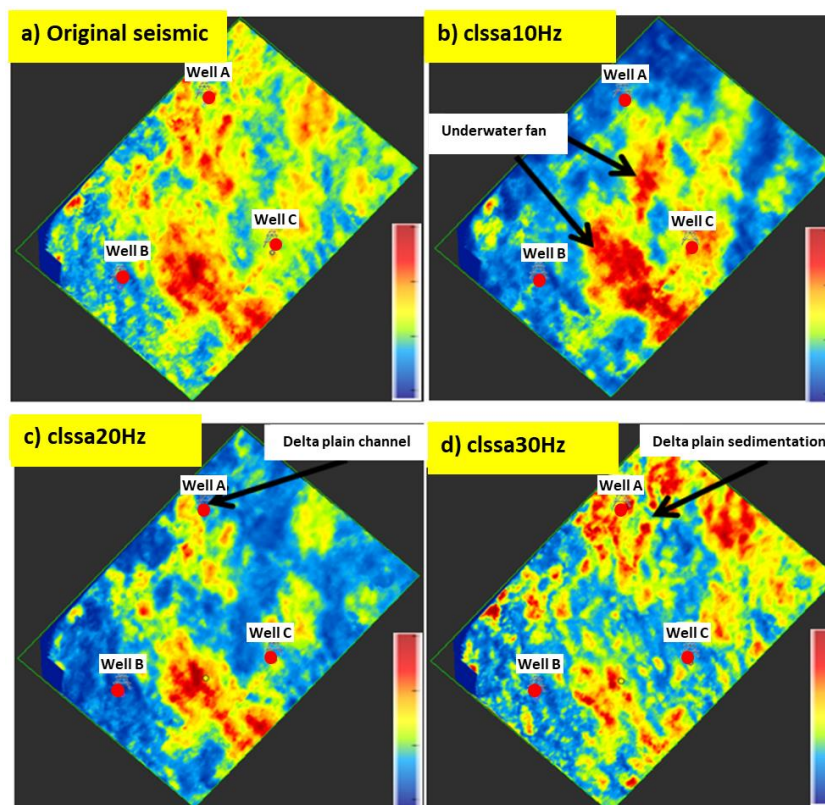 a) Original seismic
Well A
Well B
Well C
b) clssa10Hz
Well A
Underwater fan
Well C
Well B
c) clssa20Hz
Delta plain channel
Well A
Well C
Well B
d) clssa30Hz
Delta plain sedimentation
Well A
Well C
Well B